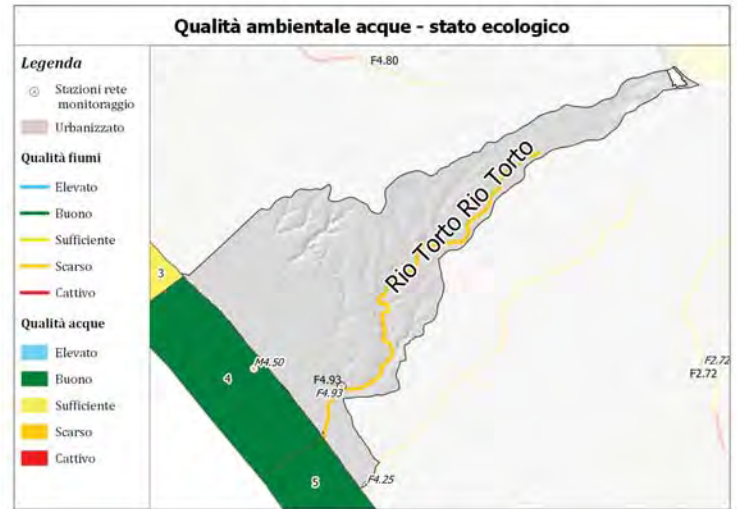 Qualità ambientale acque - stato ecologico
Legenda
Stazioni rete
monitoraggio
Urbanizzato
Qualità fiumi
Elevato
Buono
Sufficiente
Scarso
Cattivo
Qualità acque
Elevato
Buono
Sufficiente
Scarso
Cattivo
F4.80
Rio Torto Rio Torto
3
M4.50
4
F4.93
F4.93
F2.72
F2.72
F4.25
5